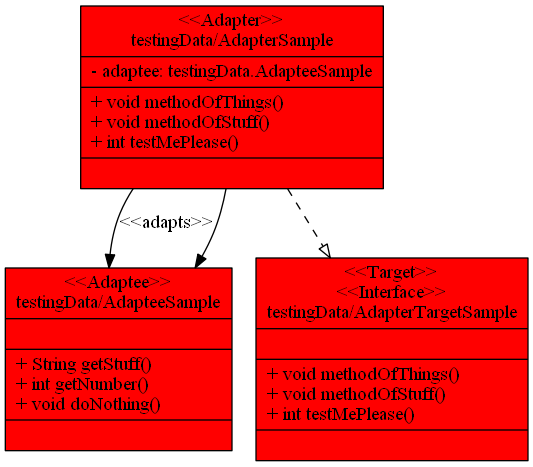 <<Adapter>>
testingData/AdapterSample
- adaptee: testingData.AdapteeSample
+ void methodOfThings()
+ void methodOfStuff()
+ int testMePlease()
<<adapts>>
<<Adaptee>>
testingData/AdapteeSample
+ String getStuff()
+ int getNumber()
+ void doNothing()
<<Target>>
<<Interface>>
testingData/AdapterTargetSample
+ void methodOfThings()
+ void methodOfStuff()
+ int testMePlease()